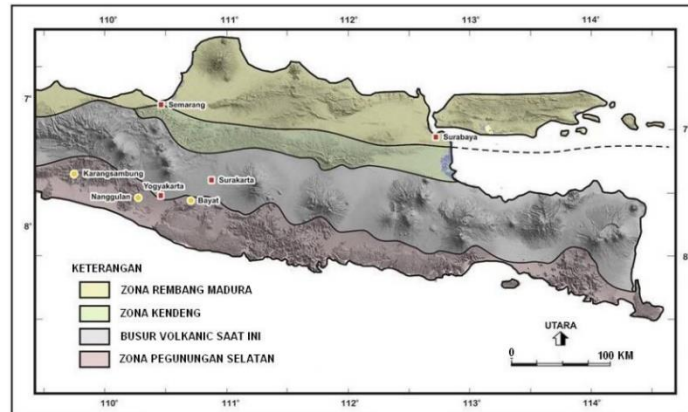 110° 111° 112° 113° 114°
7°
7°
8°
8°
Semarang
Surabaya
Karangsambung
Yogyakarta
Surakarta
Nanggulan
Bayat
KETERANGAN
ZONA REMBANG MADURA
ZONA KENDENG
BUSUR VOLKANIC SAAT INI
ZONA PEGUNUNGAN SELATAN
UTARA
0 100 KM
110° 111° 112° 113° 114°